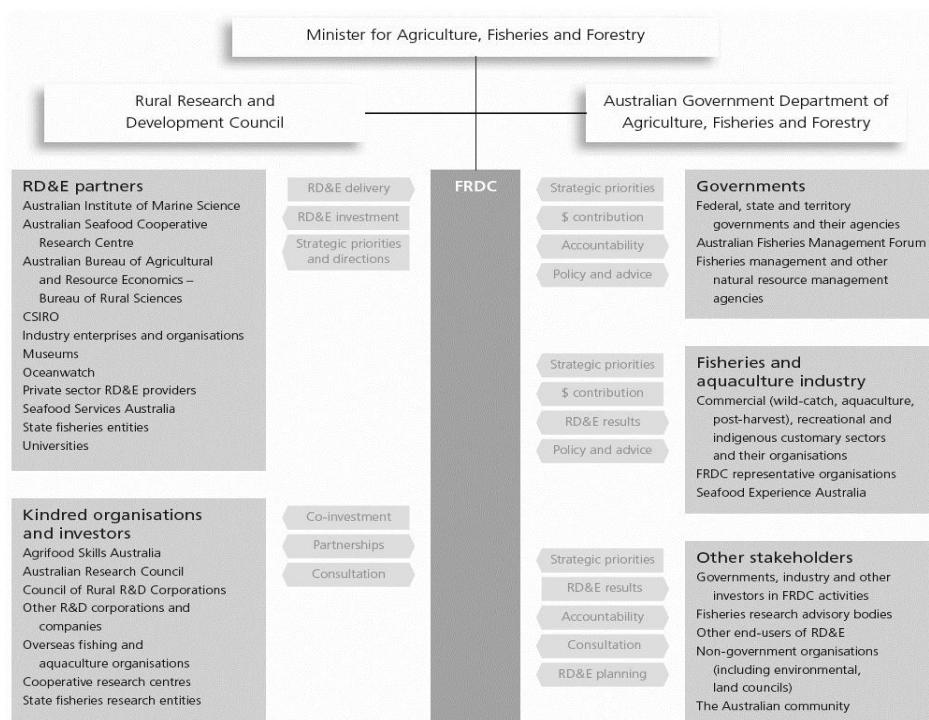 Minister for Agriculture, Fisheries and Forestry
Rural Research and
Development Council
Australian Government Department of
Agriculture, Fisheries and Forestry
RD&E partners
Australian Institute of Marine Science
Australian Seafood Cooperative
Research Centre
Australian Bureau of Agricultural
and Resource Economics –
Bureau of Rural Sciences
CSIRO
Industry enterprises and organisations
Museums
Oceanwatch
Private sector RD&E providers
Seafood Services Australia
State fisheries entities
Universities
RD&E delivery
RD&E investment
Strategic priorities
and directions
Kindred organisations
and investors
Agrifood Skills Australia
Australian Research Council
Council of Rural R&D Corporations
Other R&D corporations and
companies
Overseas fishing and
aquaculture organisations
Cooperative research centres
State fisheries research entities
Co-investment
Partnerships
Consultation
FRDC
Strategic priorities
$ contribution
Accountability
Policy and advice
Governments
Federal, state and territory
governments and their agencies
Australian Fisheries Management Forum
Fisheries management and other
natural resource management
agencies
Strategic priorities
$ contribution
RD&E results
Policy and advice
Fisheries and
aquaculture industry
Commercial (wild-catch, aquaculture,
post-harvest), recreational and
indigenous customary sectors
and their organisations
FRDC representative organisations
Seafood Experience Australia
Strategic priorities
RD&E results
Accountability
Consultation
RD&E planning
Other stakeholders
Governments, industry and other
investors in FRDC activities
Fisheries research advisory bodies
Other end-users of RD&E
Non-government organisations
(including environmental,
land councils)
The Australian community